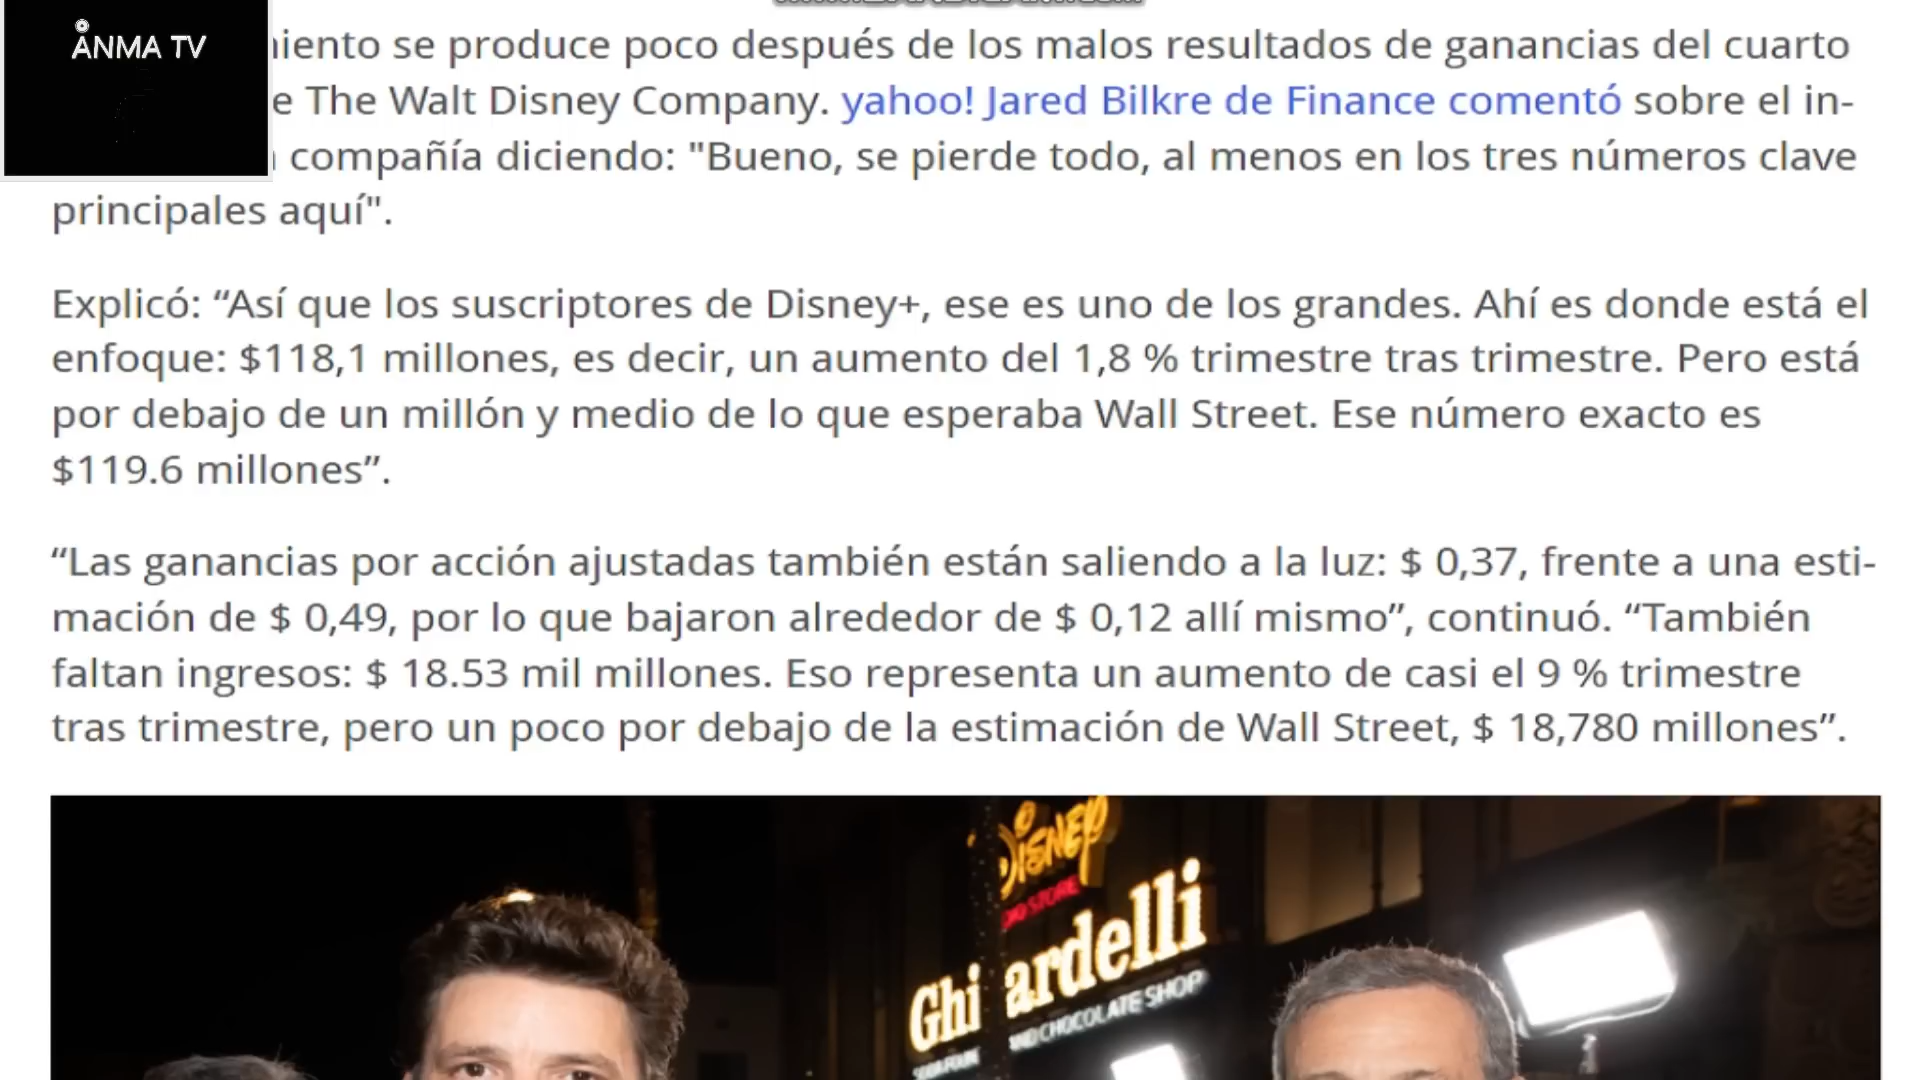 ANMA TV
miento se produce poco después de los malos resultados de ganancias del cuarto
e The Walt Disney Company. yahoo! Jared Bilkre de Finance comentó sobre el in-
compañía diciendo: "Bueno, se pierde todo, al menos en los tres números clave
principales aquí".
Explicó: “Así que los suscriptores de Disney+, ese es uno de los grandes. Ahí es donde está el
enfoque: $118,1 millones, es decir, un aumento del 1,8 % trimestre tras trimestre. Pero está
por debajo de un millón y medio de lo que esperaba Wall Street. Ese número exacto es
$119.6 millones”.
“Las ganancias por acción ajustadas también están saliendo a la luz: $ 0,37, frente a una esti-
mación de $ 0,49, por lo que bajaron alrededor de $ 0,12 allí mismo”, continuó. “También
faltan ingresos: $ 18.53 mil millones. Eso representa un aumento de casi el 9 % trimestre
tras trimestre, pero un poco por debajo de la estimación de Wall Street, $ 18,780 millones”.
Disney
STORE
Ghirardelli
AND CHOCOLATE SHOP